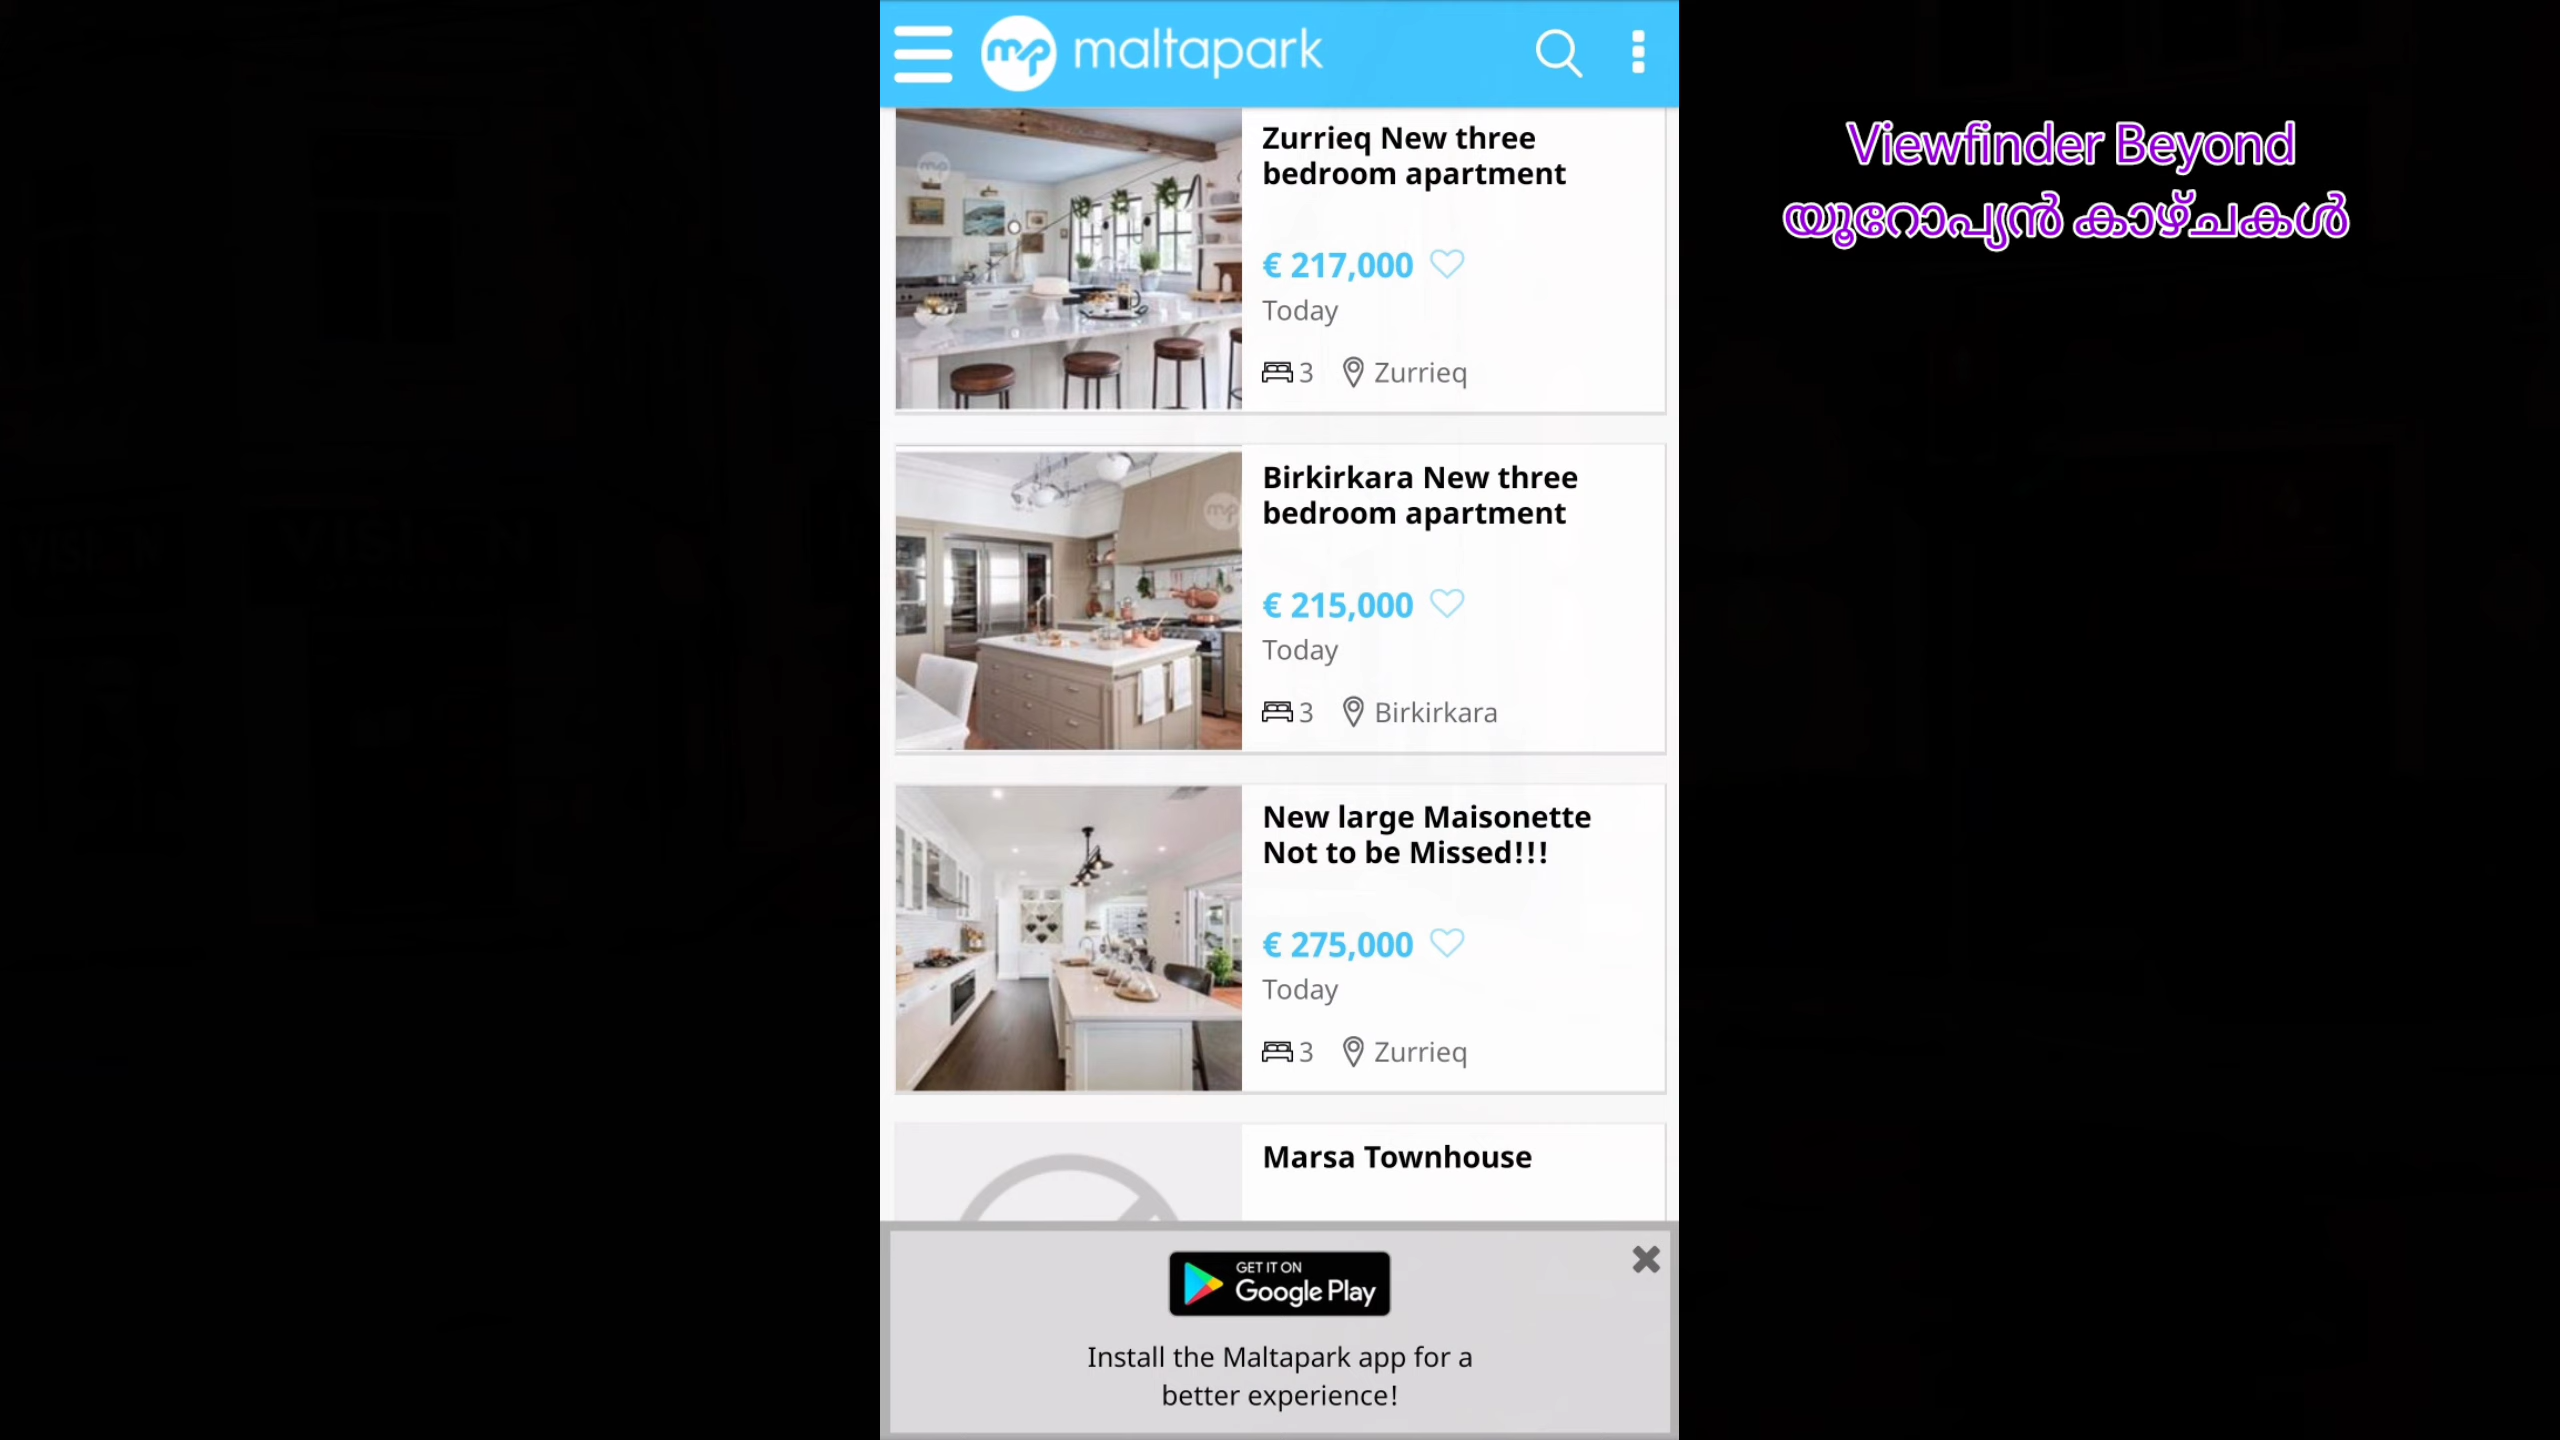 mp maltapark
Zurrieq New three
bedroom apartment
€ 217,000
Today
3 Zurrieq
Birkirkara New three
bedroom apartment
€ 215,000
Today
3 Birkirkara
New large Maisonette
Not to be Missed!!!
€ 275,000
Today
3 Zurrieq
Marsa Townhouse
GET IT ON
Google Play
Install the Maltapark app for a
better experience!
Viewfinder Beyond
യൂറോപ്യൻ കാഴ്ചകൾ